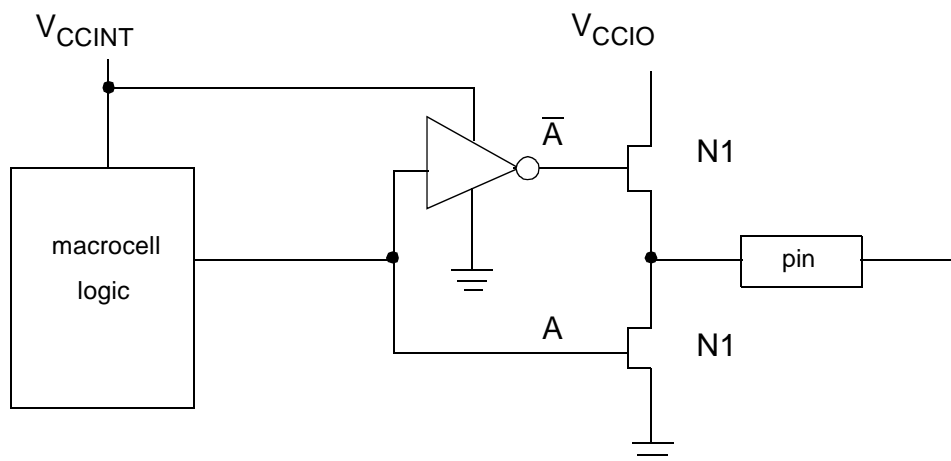 VCCINT
VCCIO
A̅
N1
macrocell
logic
pin
A
N1